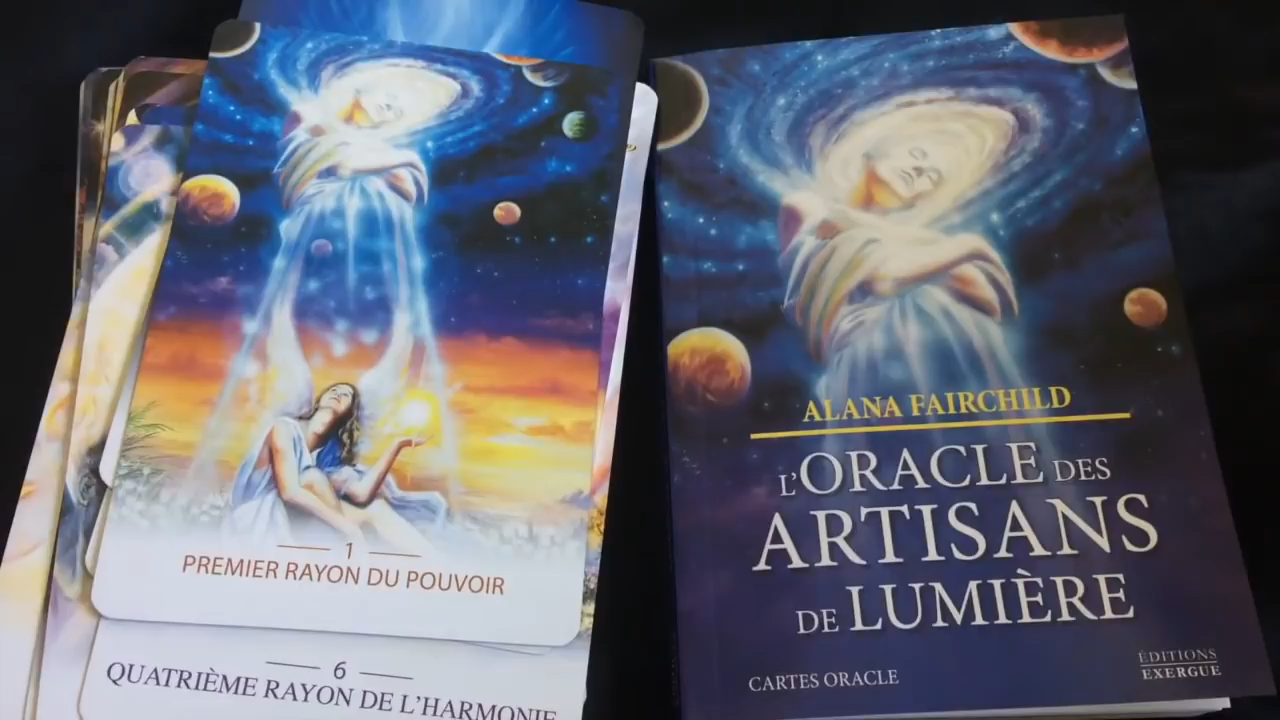 1
PREMIER RAYON DU POUVOIR
6
QUATRIÈME RAYON DE L'HARMONIE
ALANA FAIRCHILD
L'ORACLE DES
ARTISANS
DE LUMIÈRE
CARTES ORACLE
ÉDITIONS
EXERGUE